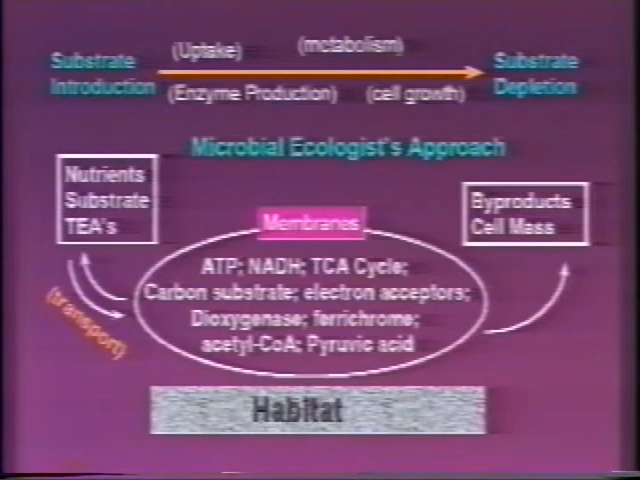 Substrate
Introduction
(Uptake)
(metabolism)
(Enzyme Production)
(cell growth)
Substrate
Depletion
Microbial Ecologist's Approach
Nutrients
Substrate
TEA's
Membranes
Byproducts
Cell Mass
ATP; NADH; TCA Cycle;
Carbon substrate; electron acceptors;
Dioxygenase; ferrichrome;
acetyl-CoA; Pyruvic acid
(transport)
Habitat